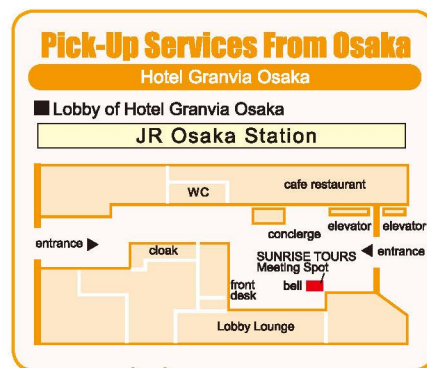 Pick-Up Services From Osaka
Hotel Granvia Osaka
■ Lobby of Hotel Granvia Osaka
JR Osaka Station
cafe restaurant
WC
concierge
elevator
elevator
entrance ▶
cloak
SUNRISE TOURS
Meeting Spot
◀ entrance
front
desk
bell
Lobby Lounge